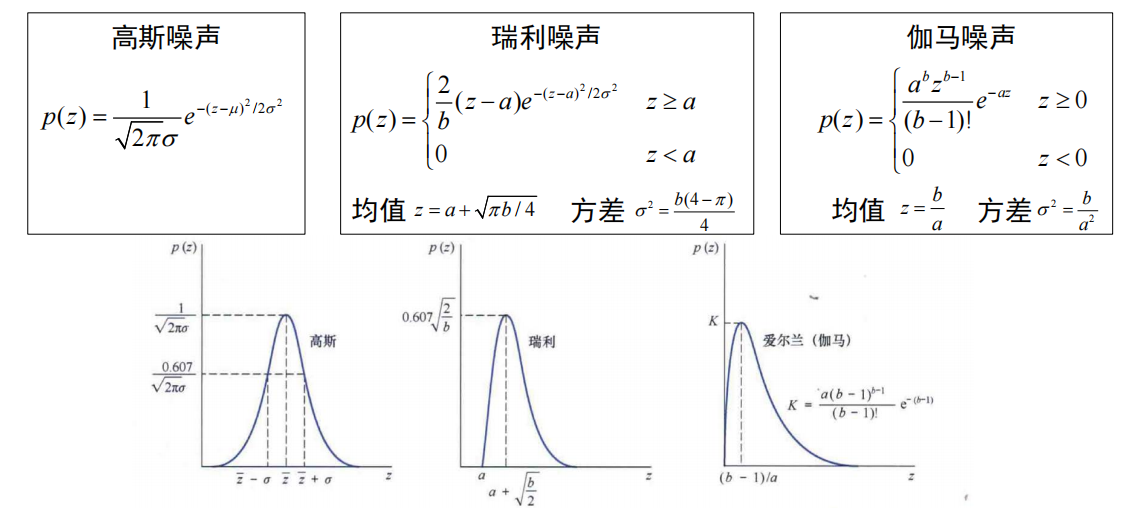 高斯噪声
p(z) = \frac{1}{\sqrt{2\pi}\sigma} e^{-(z-\mu)^2/2\sigma^2}
瑞利噪声
p(z) = \begin{cases} \frac{2}{b}(z-a)e^{-(z-a)^2/2\sigma^2} & z \geq a \\ 0 & z < a \end{cases}
均值 z = a + \sqrt{\pi b/4} 方差 \sigma^2 = \frac{b(4-\pi)}{4}
伽马噪声
p(z) = \begin{cases} \frac{a^b z^{b-1}}{(b-1)!} e^{-az} & z \geq 0 \\ 0 & z < 0 \end{cases}
均值 z = \frac{b}{a} 方差 \sigma^2 = \frac{b}{a^2}
p(z)
\frac{1}{\sqrt{2\pi}\sigma}
高斯
\frac{0.607}{\sqrt{2\pi}\sigma}
\bar{z} - \sigma \bar{z} \bar{z} + \sigma z
p(z)
0.607\sqrt{\frac{2}{b}}
瑞利
a z
a + \sqrt{\frac{b}{2}}
p(z)
K
爱尔兰（伽马）
K = \frac{a(b-1)^{b-1}}{(b-1)!} e^{-(b-1)}
(b-1)/a z